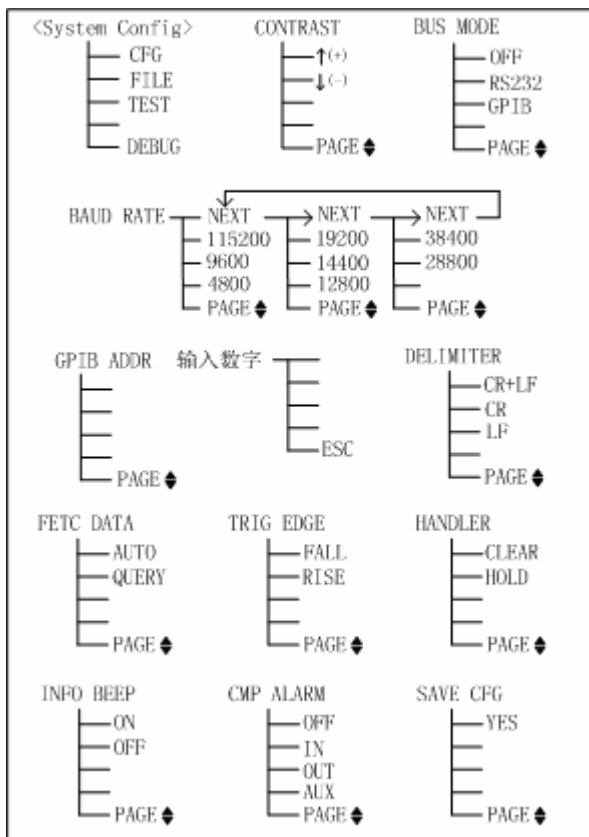 <System Config>
CFG
FILE
TEST
DEBUG
CONTRAST
↑(+)
↓(-)
PAGE
BUS MODE
OFF
RS232
GPIB
PAGE
BAUD RATE
NEXT
115200
9600
4800
PAGE
NEXT
19200
14400
12800
PAGE
NEXT
38400
28800
PAGE
GPIB ADDR
PAGE
输入数字
ESC
DELIMITER
CR+LF
CR
LF
PAGE
FETC DATA
AUTO
QUERY
PAGE
TRIG EDGE
FALL
RISE
PAGE
HANDLER
CLEAR
HOLD
PAGE
INFO BEEP
ON
OFF
PAGE
CMP ALARM
OFF
IN
OUT
AUX
PAGE
SAVE CFG
YES
PAGE